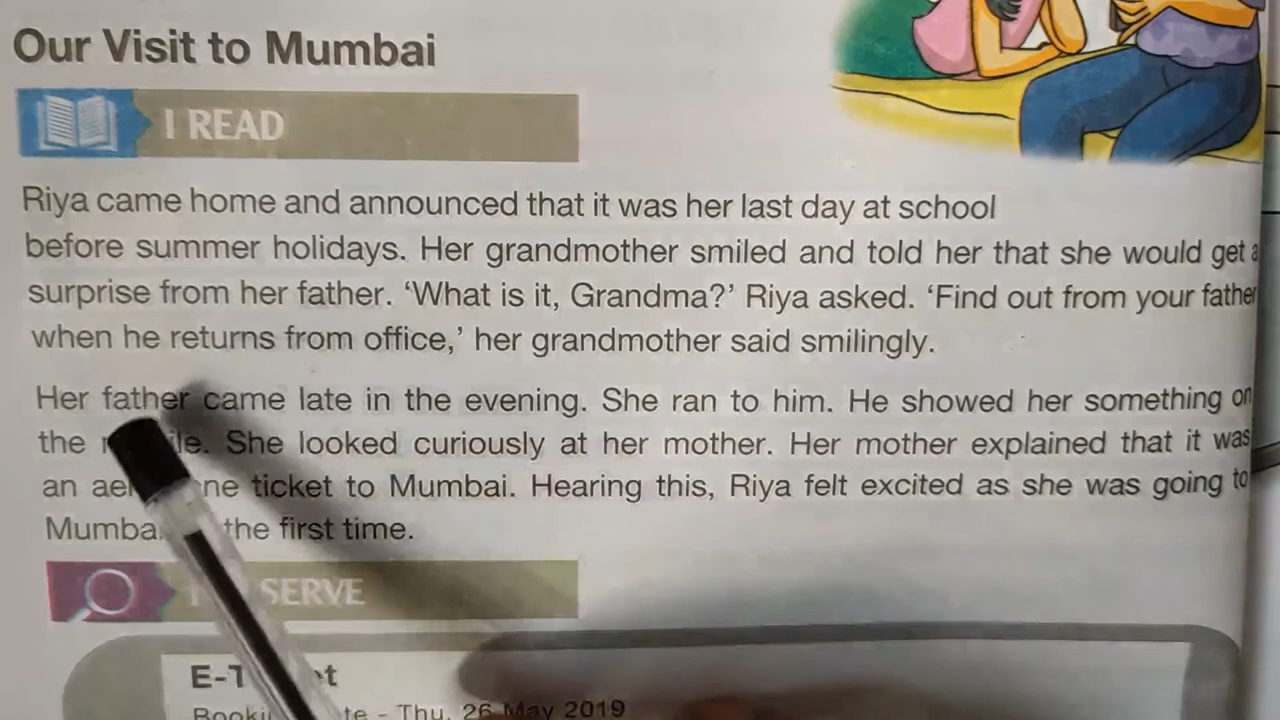 Our Visit to Mumbai
I READ
Riya came home and announced that it was her last day at school
before summer holidays. Her grandmother smiled and told her that she would get a
surprise from her father. ‘What is it, Grandma?’ Riya asked. ‘Find out from your father
when he returns from office,’ her grandmother said smilingly.
Her father came late in the evening. She ran to him. He showed her something on
the She looked curiously at her mother. Her mother explained that it was
an ticket to Mumbai. Hearing this, Riya felt excited as she was going to
the first time.
Thu, 26 May 2019